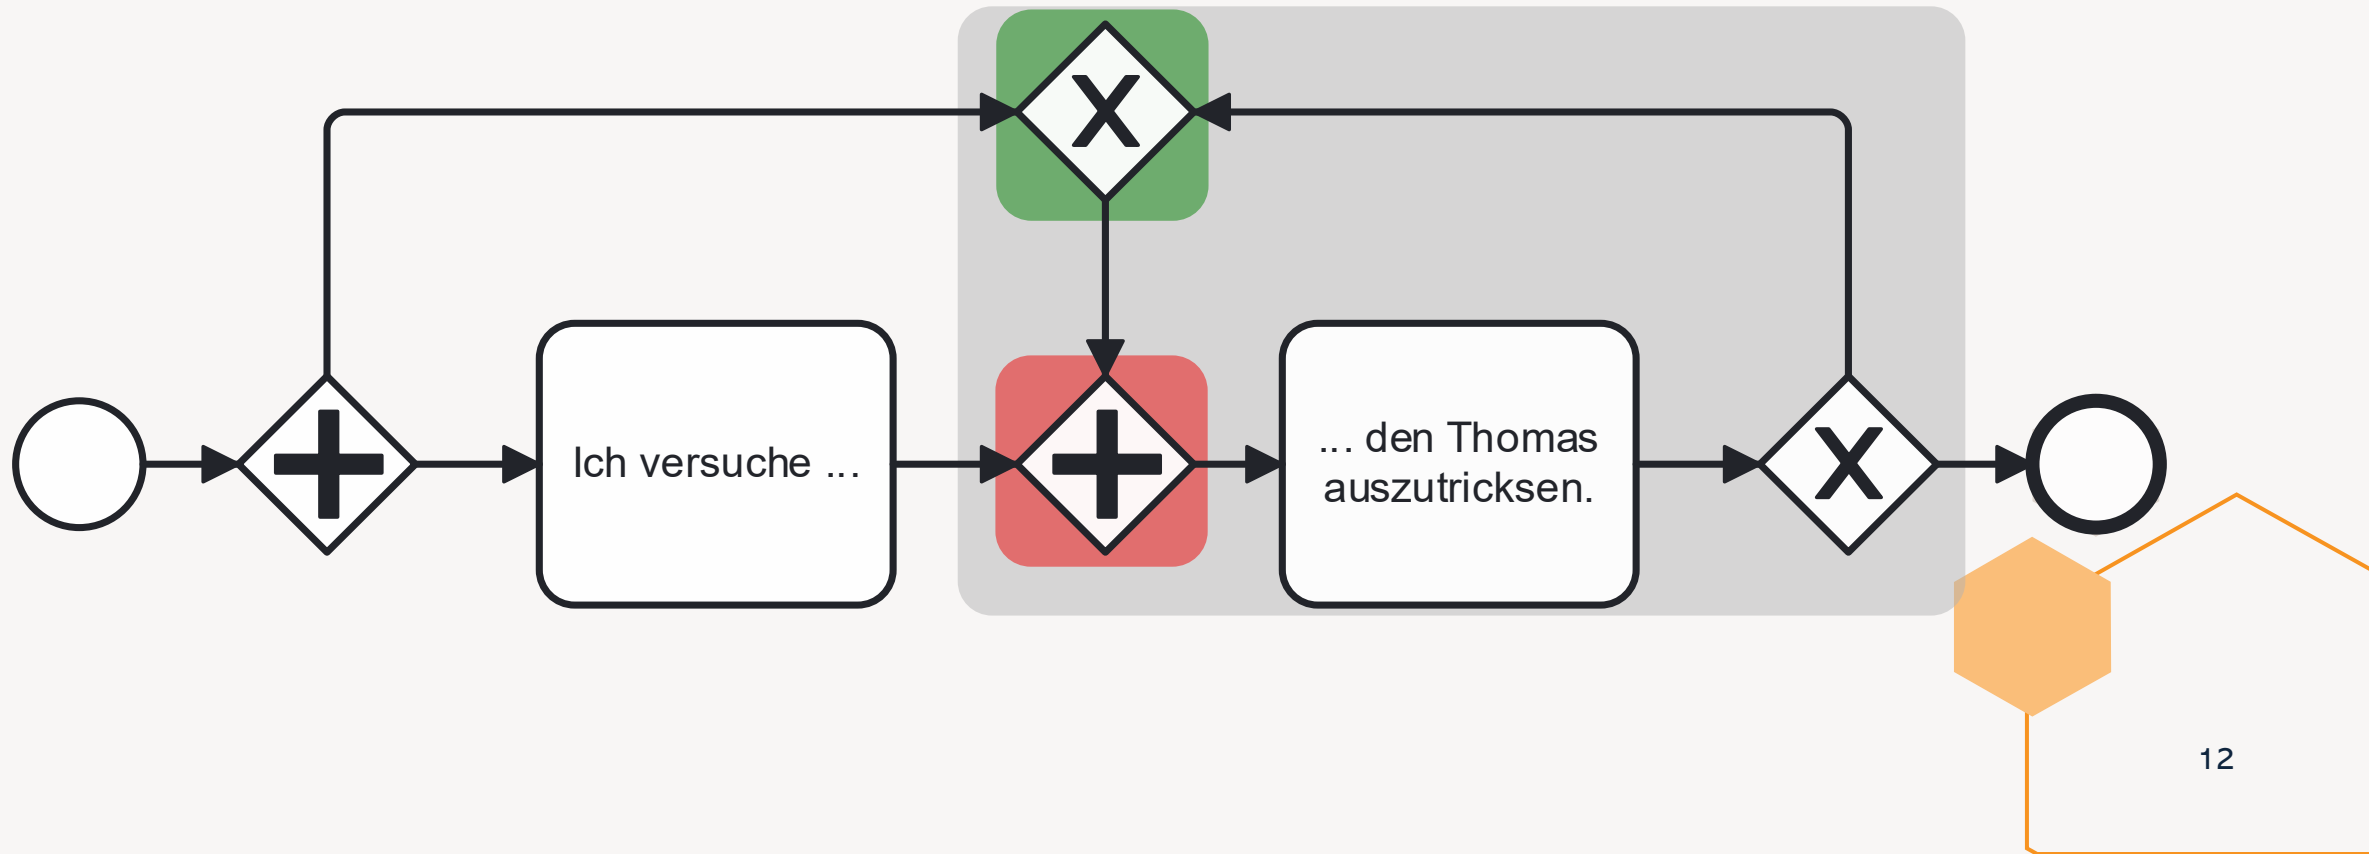 Ich versuche ...
... den Thomas
auszutricksen.
12